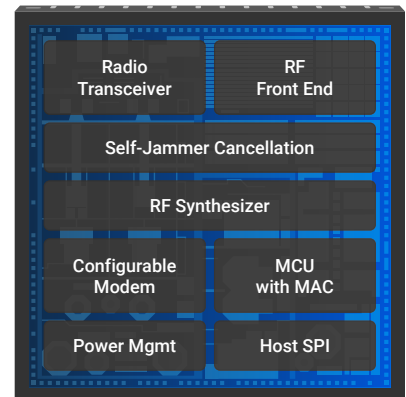 Radio
Transceiver
RF
Front End
Self-Jammer Cancellation
RF Synthesizer
Configurable
Modem
MCU
with MAC
Power Mgmt
Host SPI